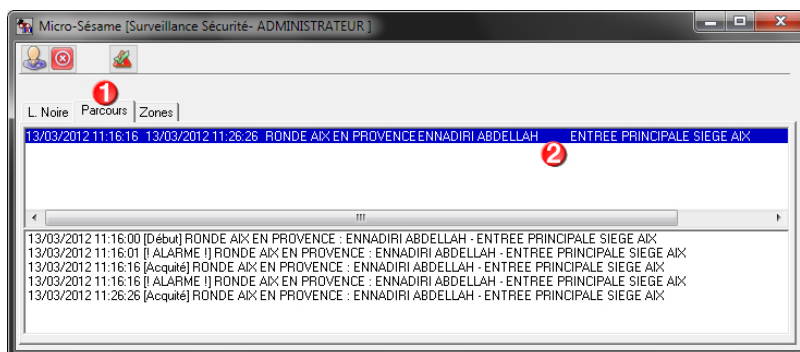 Micro-Sésame [Surveillance Sécurité- ADMINISTRATEUR ]
1
L. Noire Parcours Zones
13/03/2012 11:16:16 13/03/2012 11:26:26 RONDE AIX EN PROVENCE ENNADIRI ABDELLAH ENTREE PRINCIPALE SIEGE AIX
2
13/03/2012 11:16:00 [Début] RONDE AIX EN PROVENCE : ENNADIRI ABDELLAH - ENTREE PRINCIPALE SIEGE AIX
13/03/2012 11:16:01 [! ALARME !] RONDE AIX EN PROVENCE : ENNADIRI ABDELLAH - ENTREE PRINCIPALE SIEGE AIX
13/03/2012 11:16:16 [Acquité] RONDE AIX EN PROVENCE : ENNADIRI ABDELLAH - ENTREE PRINCIPALE SIEGE AIX
13/03/2012 11:16:16 [! ALARME !] RONDE AIX EN PROVENCE : ENNADIRI ABDELLAH - ENTREE PRINCIPALE SIEGE AIX
13/03/2012 11:26:26 [Acquité] RONDE AIX EN PROVENCE : ENNADIRI ABDELLAH - ENTREE PRINCIPALE SIEGE AIX